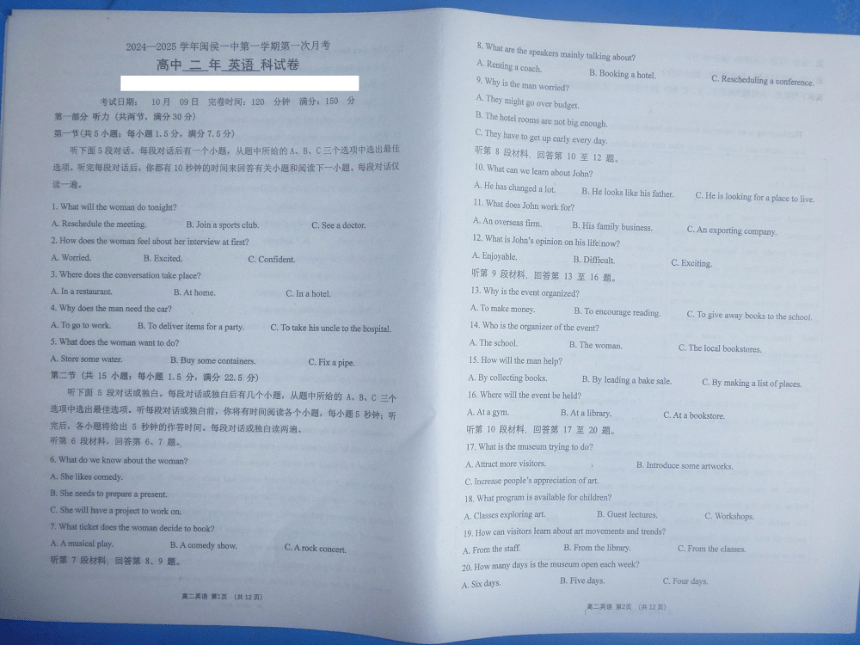 2024—2025 学年闽侯一中第一学期第一次月考
高中 二 年 英语 科试卷
考试日期: 10月 09日 完卷时间: 120 分钟 满分: 150 分
第一部分 听力 (共两节, 满分 30 分)
第一节(共 5 小题; 每小题 1.5 分, 满分 7.5 分)
听下面 5 段对话。每段对话后有一个小题, 从题中所给的 A、B、C 三个选项中选出最佳
选项。听完每段对话后, 你都有 10 秒钟的时间来回答有关小题和阅读下一小题。每段对话仅
读一遍。
1. What will the woman do tonight?
A. Reschedule the meeting. B. Join a sports club. C. See a doctor.
2. How does the woman feel about her interview at first?
A. Worried. B. Excited. C. Confident.
3. Where does the conversation take place?
A. In a restaurant. B. At home. C. In a hotel.
4. Why does the man need the car?
A. To go to work. B. To deliver items for a party. C. To take his uncle to the hospital.
5. What does the woman want to do?
A. Store some water. B. Buy some containers. C. Fix a pipe.
第二节 (共 15 小题; 每小题 1.5 分, 满分 22.5 分)
听下面 5 段对话或独白。每段对话或独白后有几个小题, 从题中所给的 A、B、C 三个
选项中选出最佳选项。听每段对话或独白前, 你将有时间阅读各个小题, 每小题 5 秒钟; 听
完后, 各小题将给出 5 秒钟的作答时间。每段对话或独白读两遍。
听第 6 段材料, 回答第 6、7 题。
6. What do we know about the woman?
A. She likes comedy.
B. She needs to prepare a present.
C. She will have a project to work on.
7. What ticket does the woman decide to book?
A. A musical play. B. A comedy show. C. A rock concert.
听第 7 段材料, 回答第 8、9 题。
高二英语 第1页 (共 12 页)
8. What are the speakers mainly talking about?
A. Renting a coach. B. Booking a hotel. C. Rescheduling a conference.
9. Why is the man worried?
A. They might go over budget.
B. The hotel rooms are not big enough.
C. They have to get up early every day.
听第 8 段材料, 回答第 10 至 12 题。
10. What can we learn about John?
A. He has changed a lot. B. He looks like his father. C. He is looking for a place to live.
11. What does John work for?
A. An overseas firm. B. His family business. C. An exporting company.
12. What is John's opinion on his life now?
A. Enjoyable. B. Difficult. C. Exciting.
听第 9 段材料, 回答第 13 至 16 题。
13. Why is the event organized?
A. To make money. B. To encourage reading. C. To give away books to the school.
14. Who is the organizer of the event?
A. The school. B. The woman. C. The local bookstores.
15. How will the man help?
A. By collecting books. B. By leading a bake sale. C. By making a list of places.
16. Where will the event be held?
A. At a gym. B. At a library. C. At a bookstore.
听第 10 段材料, 回答第 17 至 20 题。
17. What is the museum trying to do?
A. Attract more visitors. B. Introduce some artworks.
C. Increase people's appreciation of art.
18. What program is available for children?
A. Classes exploring art. B. Guest lectures. C. Workshops.
19. How can visitors learn about art movements and trends?
A. From the staff. B. From the library. C. From the classes.
20. How many days is the museum open each week?
A. Six days. B. Five days. C. Four days.
高二英语 第2页 (共 12 页)